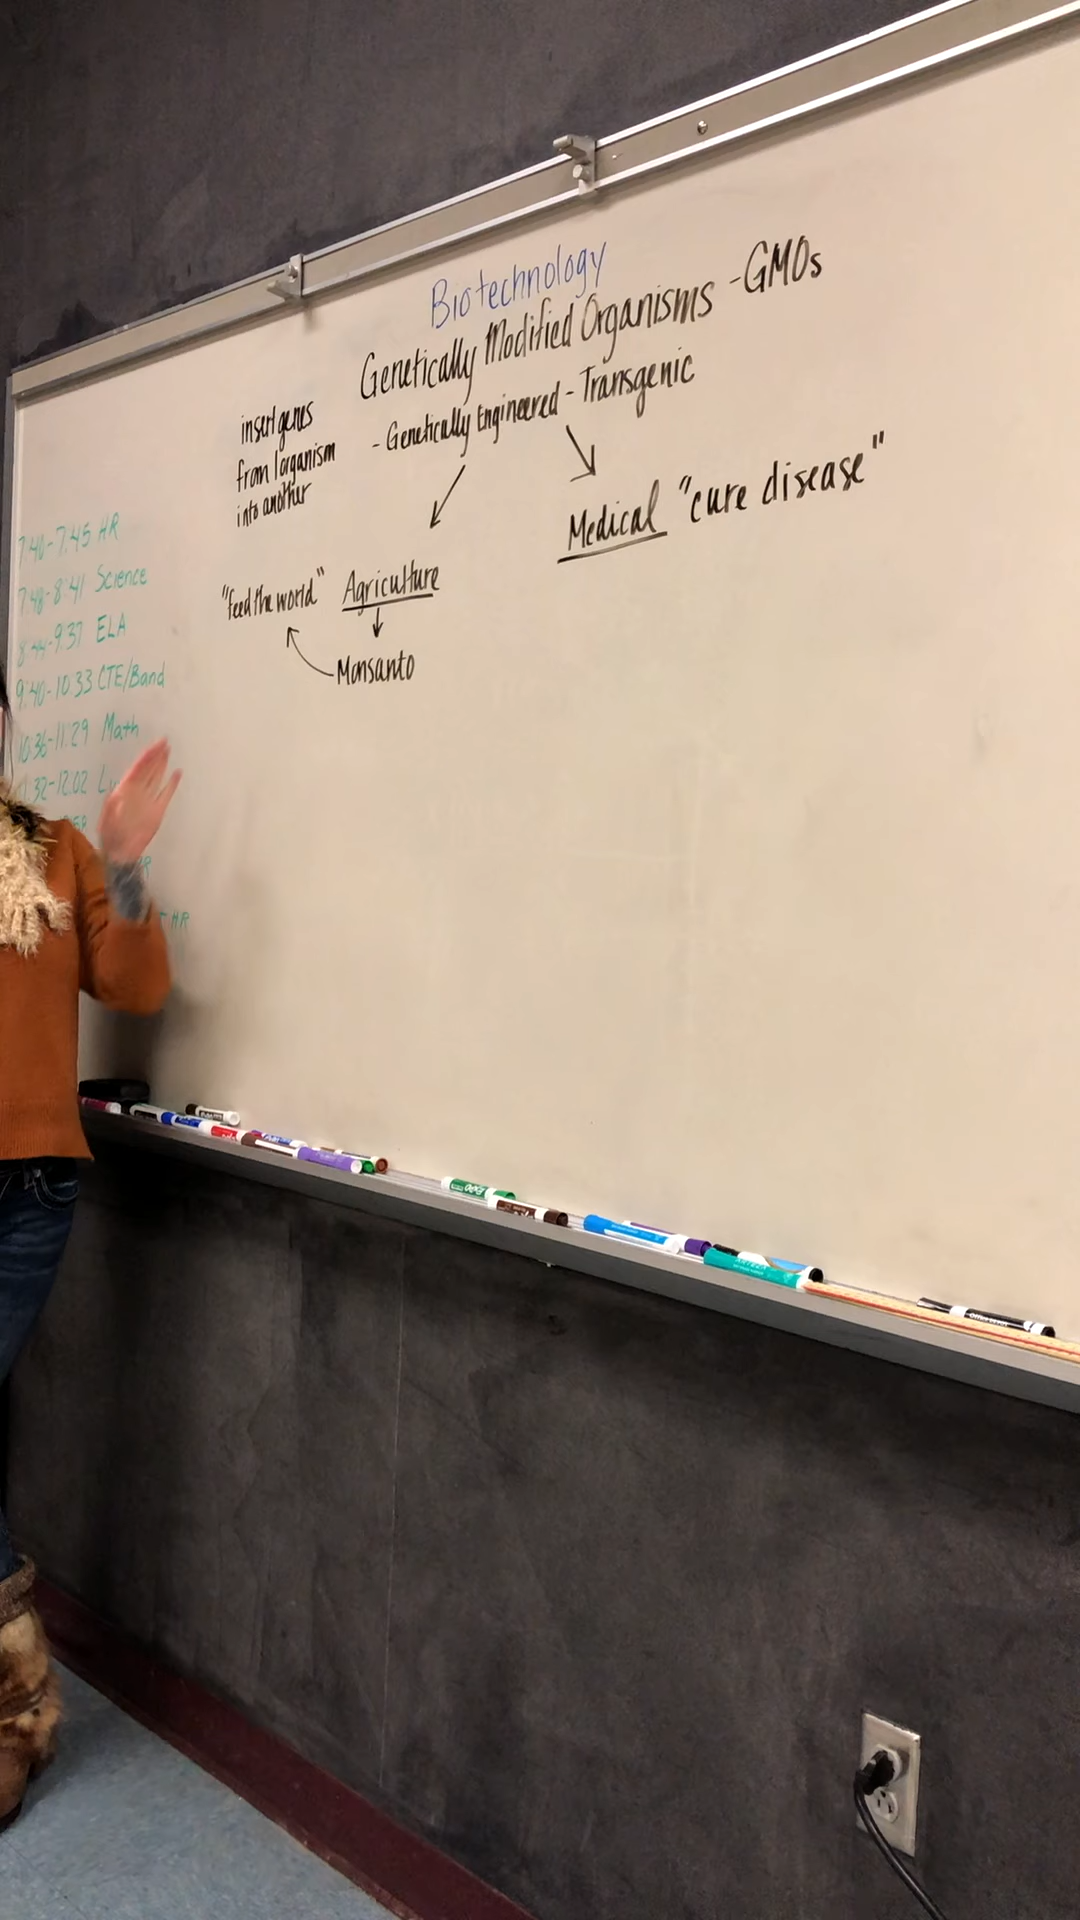 Biotechnology
Genetically Modified Organisms - GMOs
- Genetically Engineered - Transgenic
insert genes
from 1 organism
into another
Medical "cure disease"
"feed the world" Agriculture
Monsanto
7:40-7:45 HR
7:48-8:41 Science
8:44-9:37 ELA
9:40-10:33 CTE/Band
10:36-11:29 Math
11:32-12:02
HR